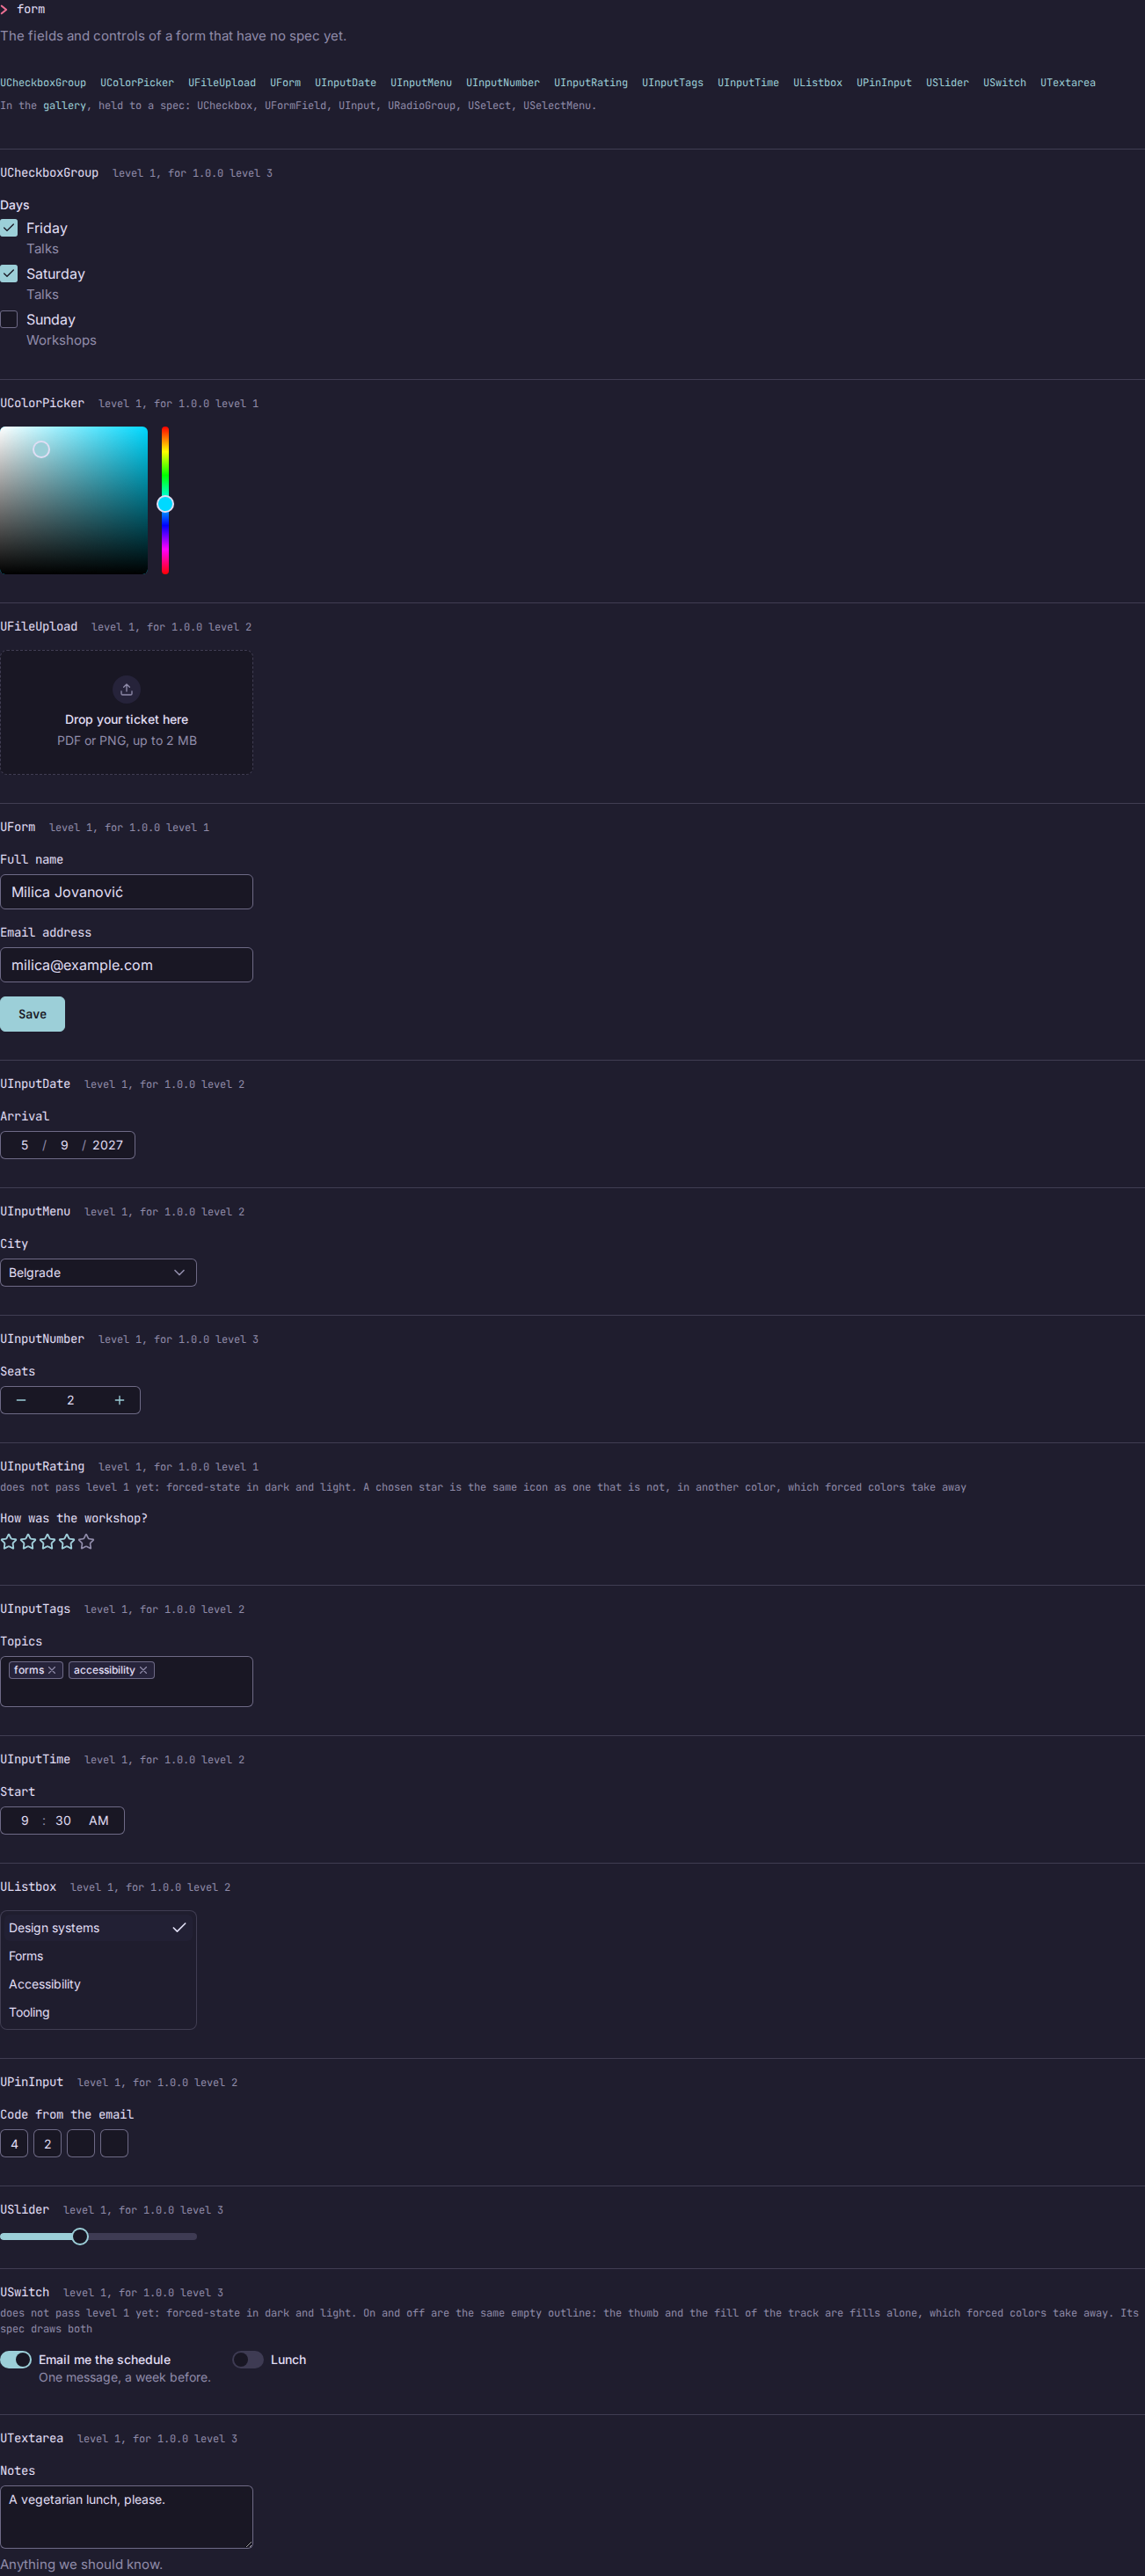 form
The fields and controls of a form that have no spec yet.
UCheckboxGroup UColorPicker UFileUpload UForm UInputDate UInputMenu UInputNumber UInputRating UInputTags UInputTime UListbox UPinInput USlider USwitch UTextarea
In the gallery, held to a spec: UCheckbox, UFormField, UInput, URadioGroup, USelect, USelectMenu.
UCheckboxGroup level 1, for 1.0.0 level 3
Days
Friday
Talks
Saturday
Talks
Sunday
Workshops
UColorPicker level 1, for 1.0.0 level 1
UFileUpload level 1, for 1.0.0 level 2
Drop your ticket here
PDF or PNG, up to 2 MB
UForm level 1, for 1.0.0 level 1
Full name
Milica Jovanović
Email address
milica@example.com
Save
UInputDate level 1, for 1.0.0 level 2
Arrival
5 / 9 / 2027
UInputMenu level 1, for 1.0.0 level 2
City
Belgrade
UInputNumber level 1, for 1.0.0 level 3
Seats
2
UInputRating level 1, for 1.0.0 level 1
does not pass level 1 yet: forced-state in dark and light. A chosen star is the same icon as one that is not, in another color, which forced colors take away
How was the workshop?
UInputTags level 1, for 1.0.0 level 2
Topics
forms accessibility
UInputTime level 1, for 1.0.0 level 2
Start
9 : 30 AM
UListbox level 1, for 1.0.0 level 2
Design systems
Forms
Accessibility
Tooling
UPinInput level 1, for 1.0.0 level 2
Code from the email
4 2
USlider level 1, for 1.0.0 level 3
USwitch level 1, for 1.0.0 level 3
does not pass level 1 yet: forced-state in dark and light. On and off are the same empty outline: the thumb and the fill of the track are fills alone, which forced colors take away. Its
spec draws both
Email me the schedule Lunch
One message, a week before.
UTextarea level 1, for 1.0.0 level 3
Notes
A vegetarian lunch, please.
Anything we should know.